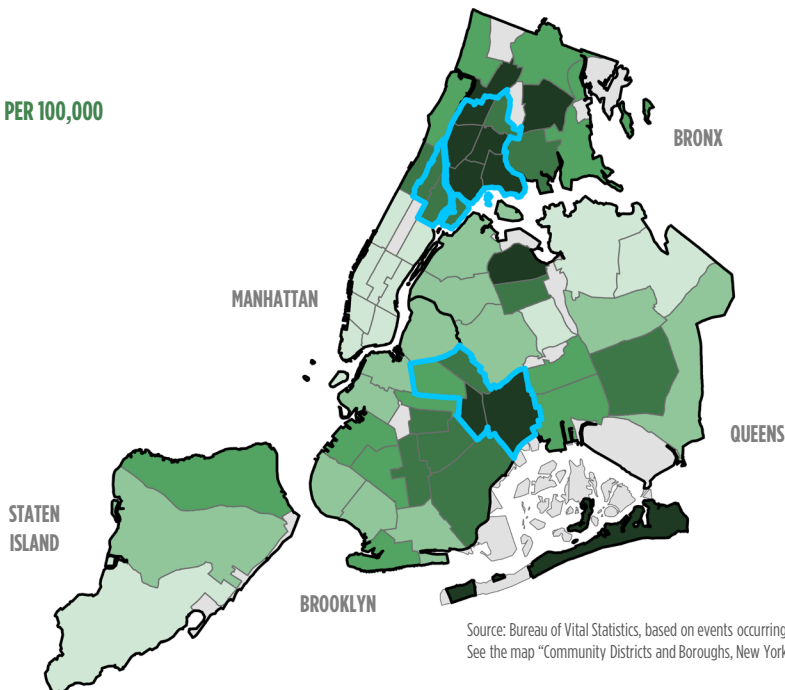 PER 100,000
BRONX
MANHATTAN
QUEENS
STATEN
ISLAND
BROOKLYN
Source: Bureau of Vital Statistics, based on events occurring
See the map “Community Districts and Boroughs, New York